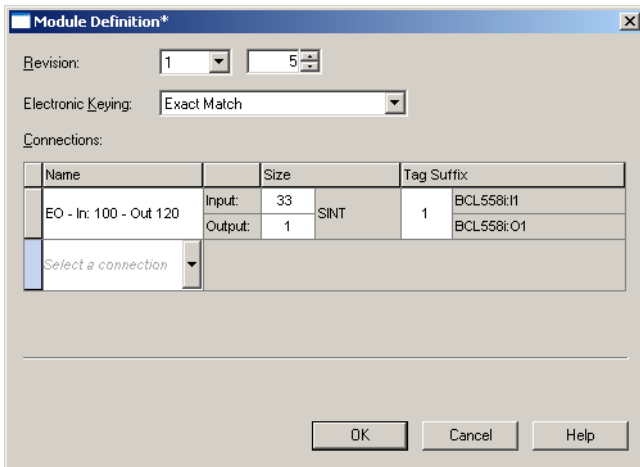 Module Definition*
Revision: 1 5
Electronic Keying: Exact Match
Connections:
Name Size Tag Suffix
EO - In: 100 - Out 120 Input: 33 SINT 1 BCL558i:I1
Output: 1 BCL558i:O1
Select a connection
OK Cancel Help